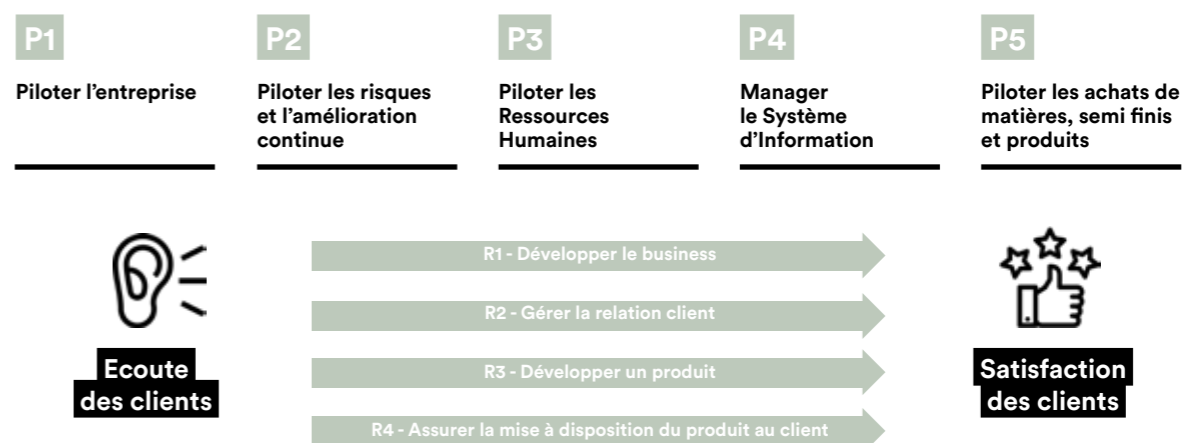 P1
Piloter l’entreprise
P2
Piloter les risques
et l’amélioration
continue
P3
Piloter les
Ressources
Humaines
P4
Manager
le Système
d’Information
P5
Piloter les achats de
matières, semi finis
et produits
Ecoute
des clients
R1 - Développer le business
R2 - Gérer la relation client
R3 - Développer un produit
R4 - Assurer la mise à disposition du produit au client
Satisfaction
des clients